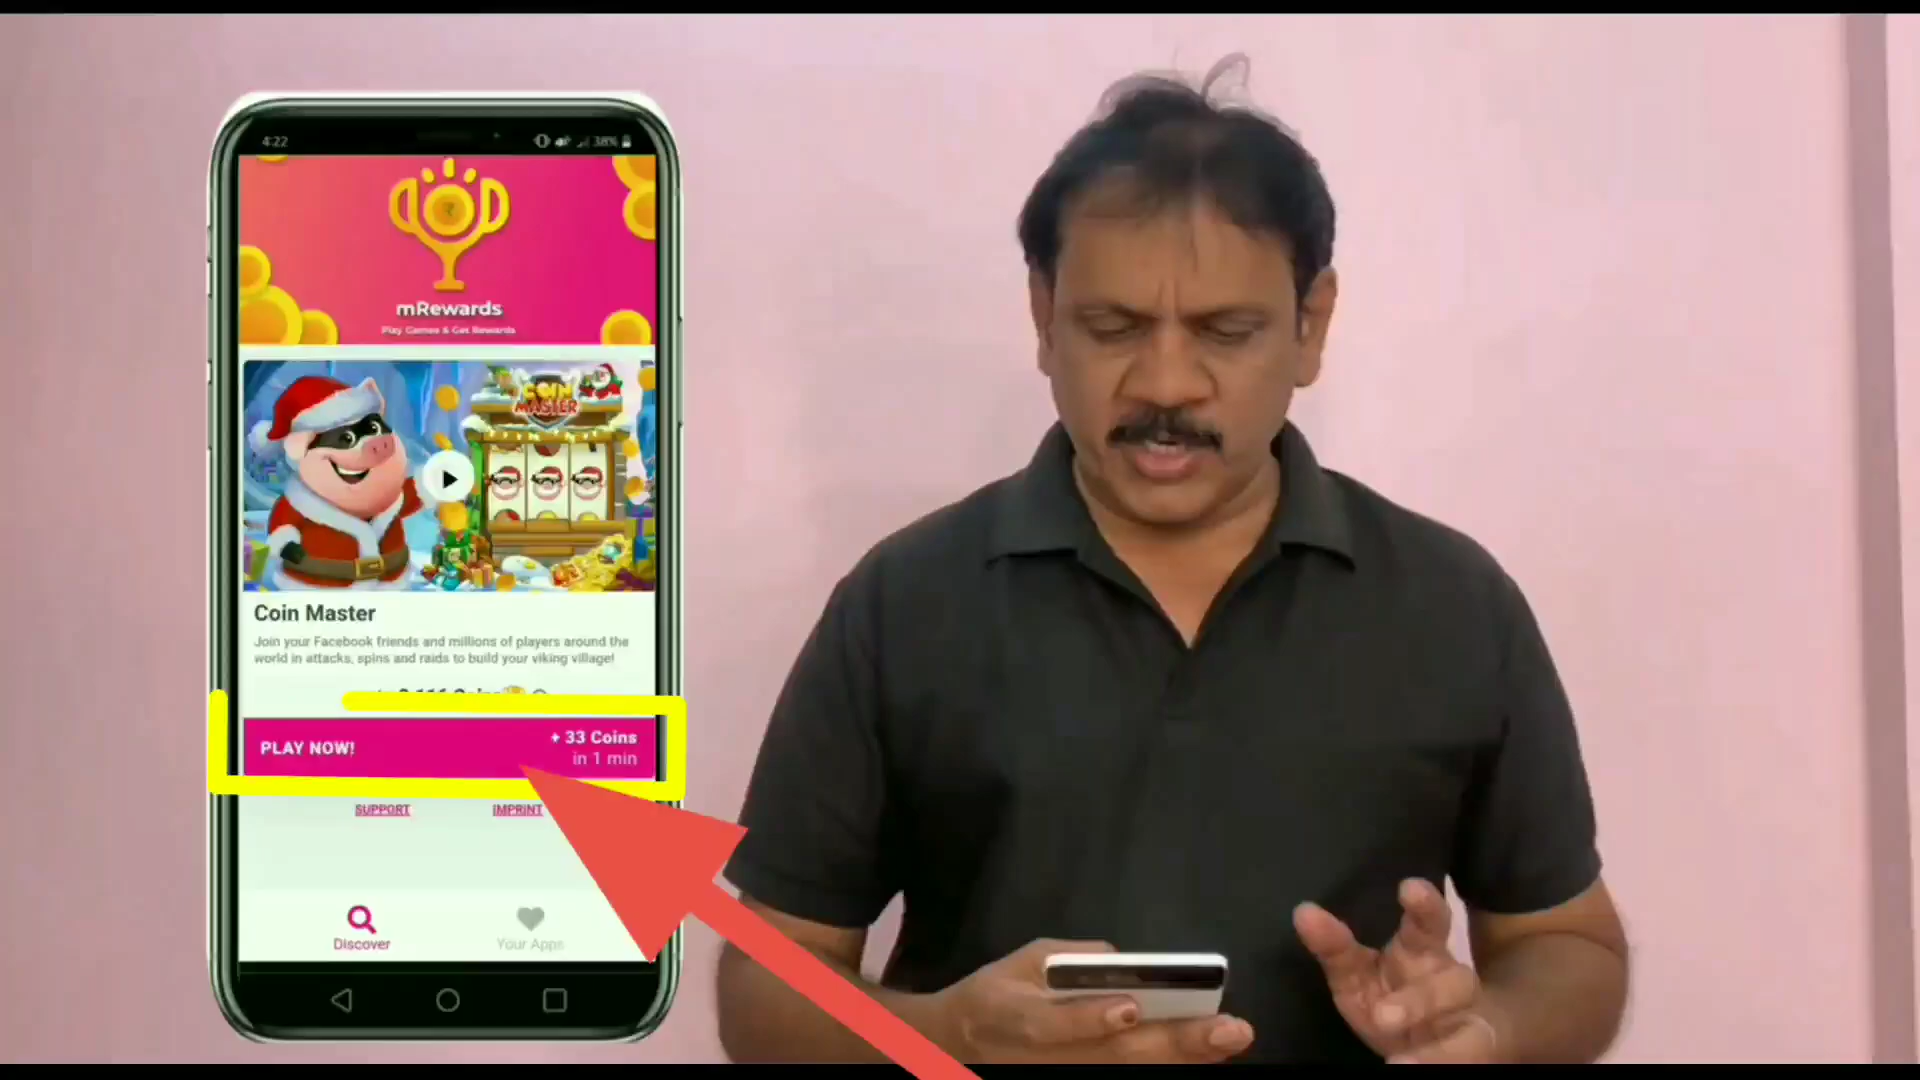 4:22
38%
mRewards
Play Games & Get Rewards
COIN
MASTER
Coin Master
Join your Facebook friends and millions of players around the
world in attacks, spins and raids to build your viking village!
PLAY NOW!
+ 33 Coins
in 1 min
SUPPORT
IMPRINT
Discover
Your Apps